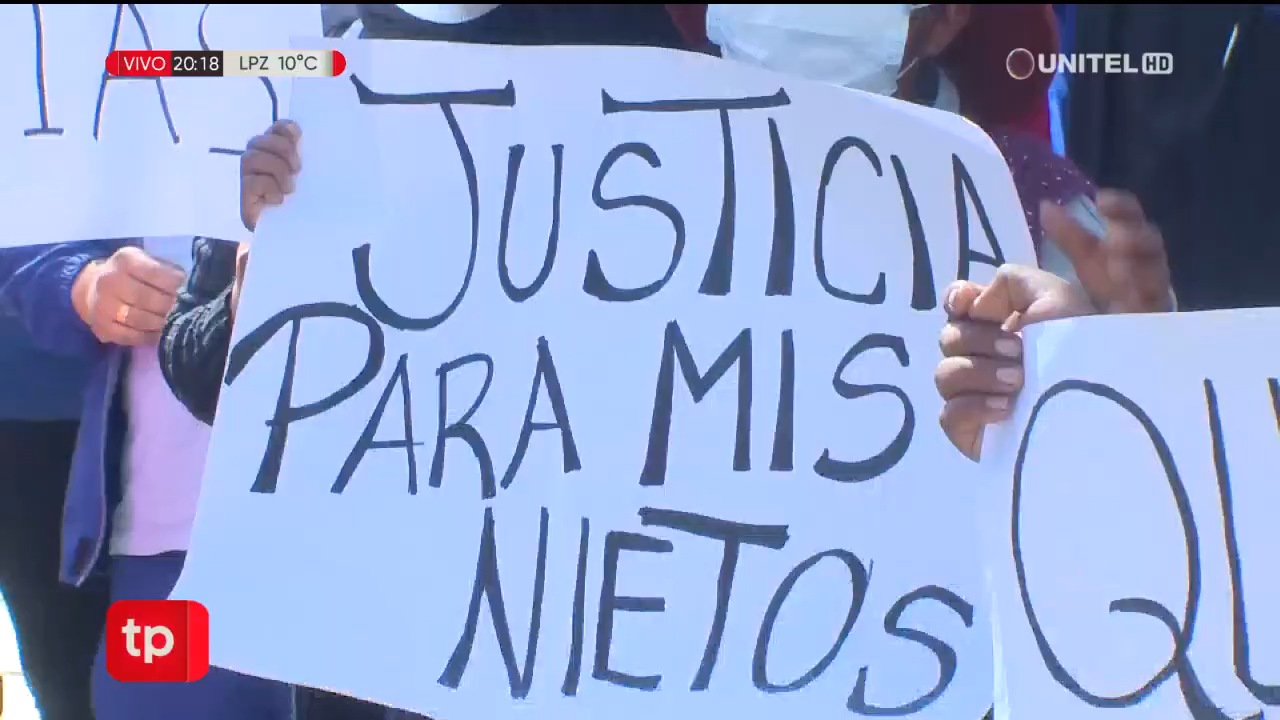 VIVO 20:18 LPZ 10°C
UNITEL HD
JUSTICIA
PARA MIS
NIETOS
tp